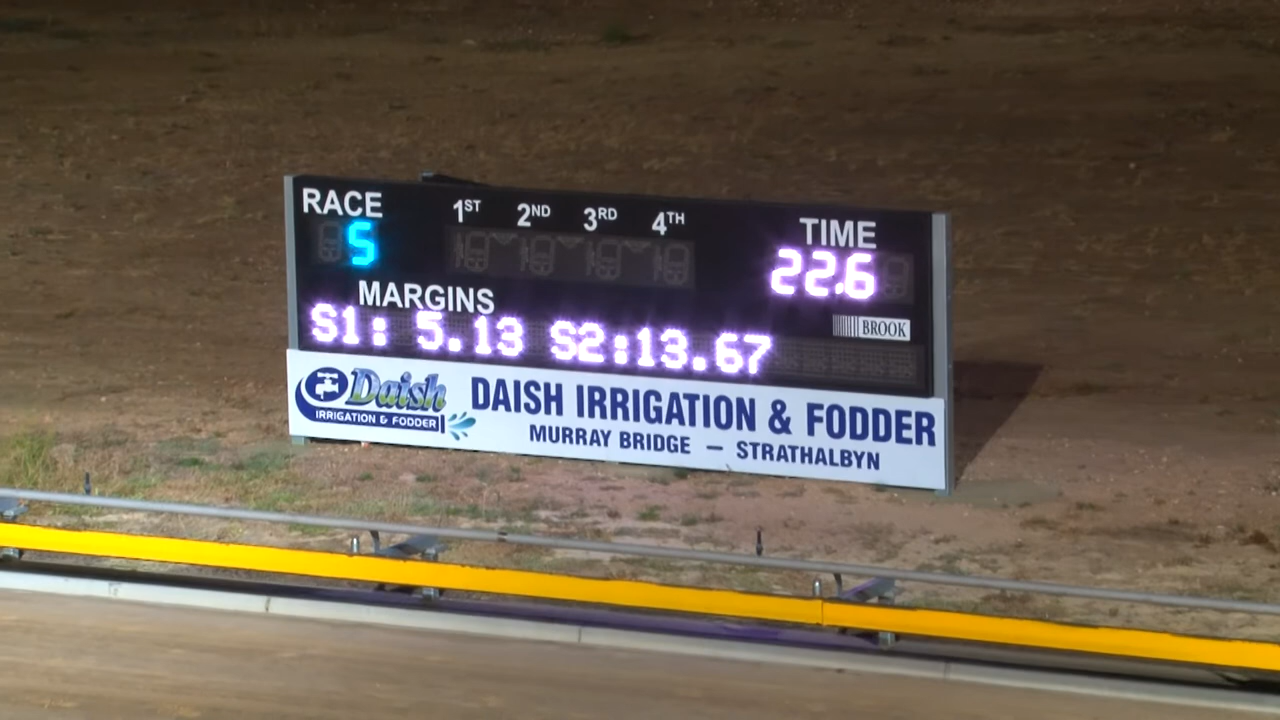 RACE 1ST 2ND 3RD 4TH TIME
5 22.6
MARGINS
BROOK
S1: 5.13 S2:13.67
Daish
IRRIGATION & FODDER
DAISH IRRIGATION & FODDER
MURRAY BRIDGE — STRATHALBYN